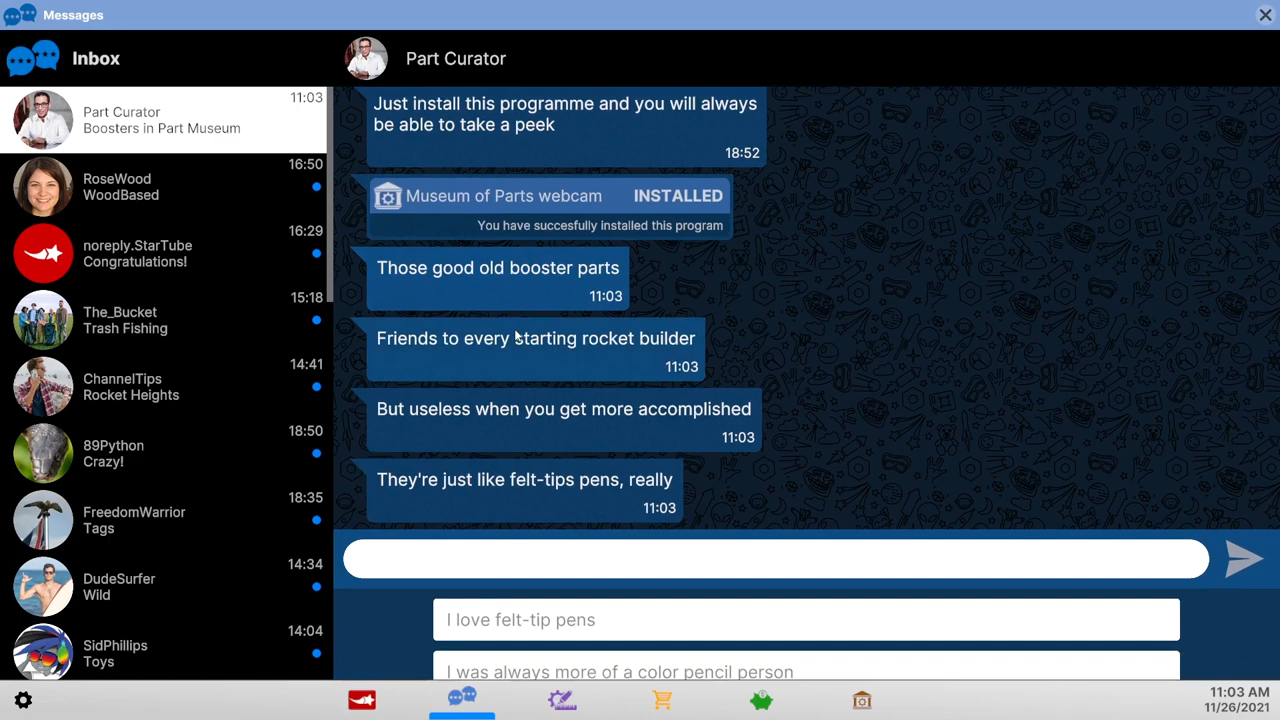 Messages
Inbox
Part Curator
11:03
Part Curator
Boosters in Part Museum
16:50
RoseWood
WoodBased
16:29
noreply.StarTube
Congratulations!
15:18
The_Bucket
Trash Fishing
14:41
ChannelTips
Rocket Heights
18:50
89Python
Crazy!
18:35
FreedomWarrior
Tags
14:34
DudeSurfer
Wild
14:04
SidPhillips
Toys
Just install this programme and you will always
be able to take a peek
18:52
Museum of Parts webcam INSTALLED
You have succesfully installed this program
Those good old booster parts
11:03
Friends to every starting rocket builder
11:03
But useless when you get more accomplished
11:03
They're just like felt-tips pens, really
11:03
I love felt-tip pens
I was always more of a color pencil person
11:03 AM
11/26/2021